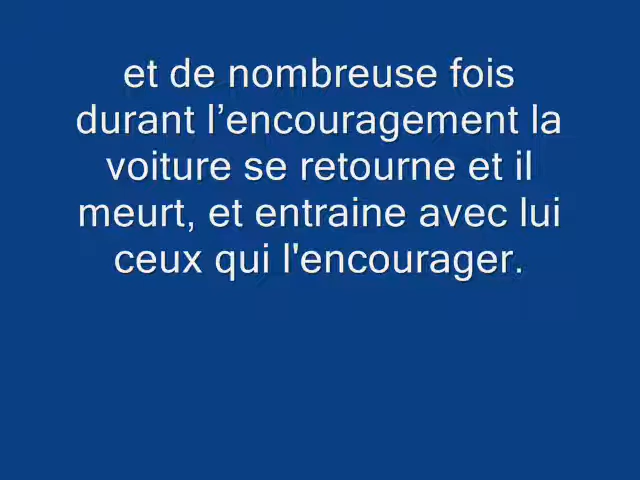 et de nombreuse fois
durant l’encouragement la
voiture se retourne et il
meurt, et entraine avec lui
ceux qui l'encourager.